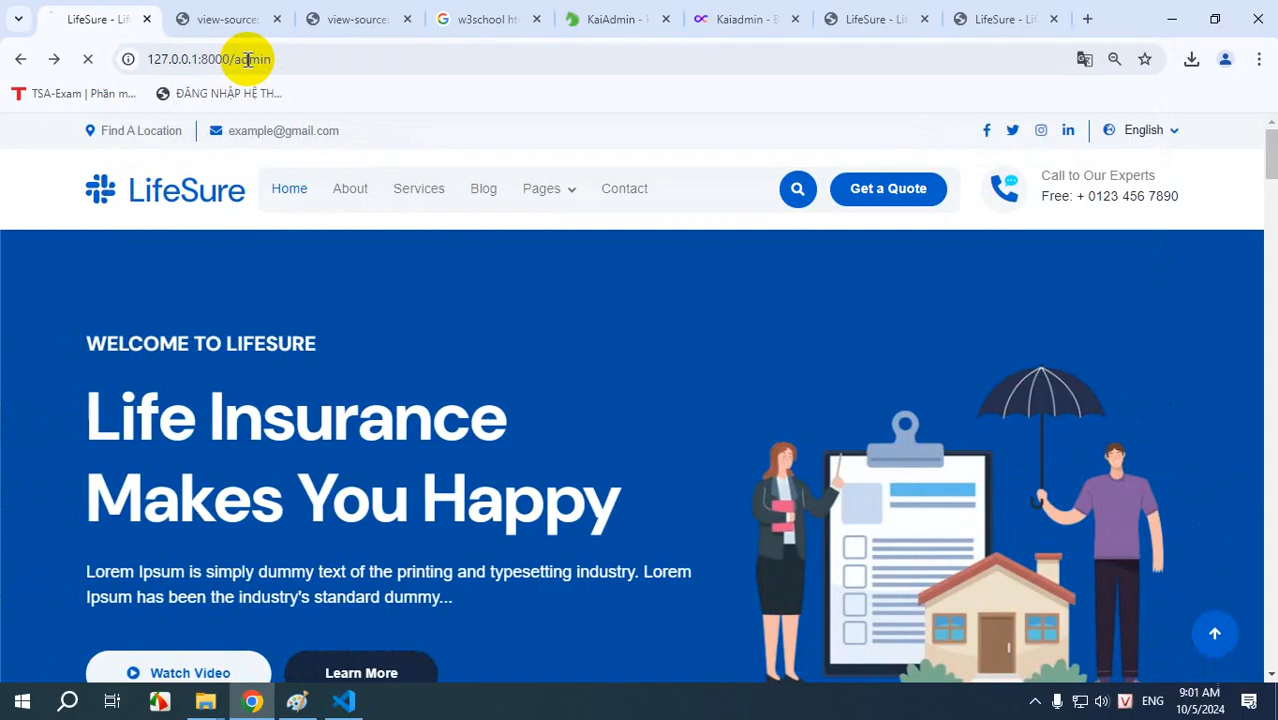 LifeSure - Lif
view-source:
view-source:
w3school ht
KaiAdmin - 
Kaiadmin - B
LifeSure - Lif
LifeSure - Lif
127.0.0.1:8000/admin
TSA-Exam | Phần m...
ĐĂNG NHẬP HỆ TH...
Find A Location
example@gmail.com
English
LifeSure
Home
About
Services
Blog
Pages
Contact
Get a Quote
Call to Our Experts
Free: + 0123 456 7890
WELCOME TO LIFESURE
Life Insurance
Makes You Happy
Lorem Ipsum is simply dummy text of the printing and typesetting industry. Lorem
Ipsum has been the industry's standard dummy...
Watch Video
Learn More
ENG
9:01 AM
10/5/2024